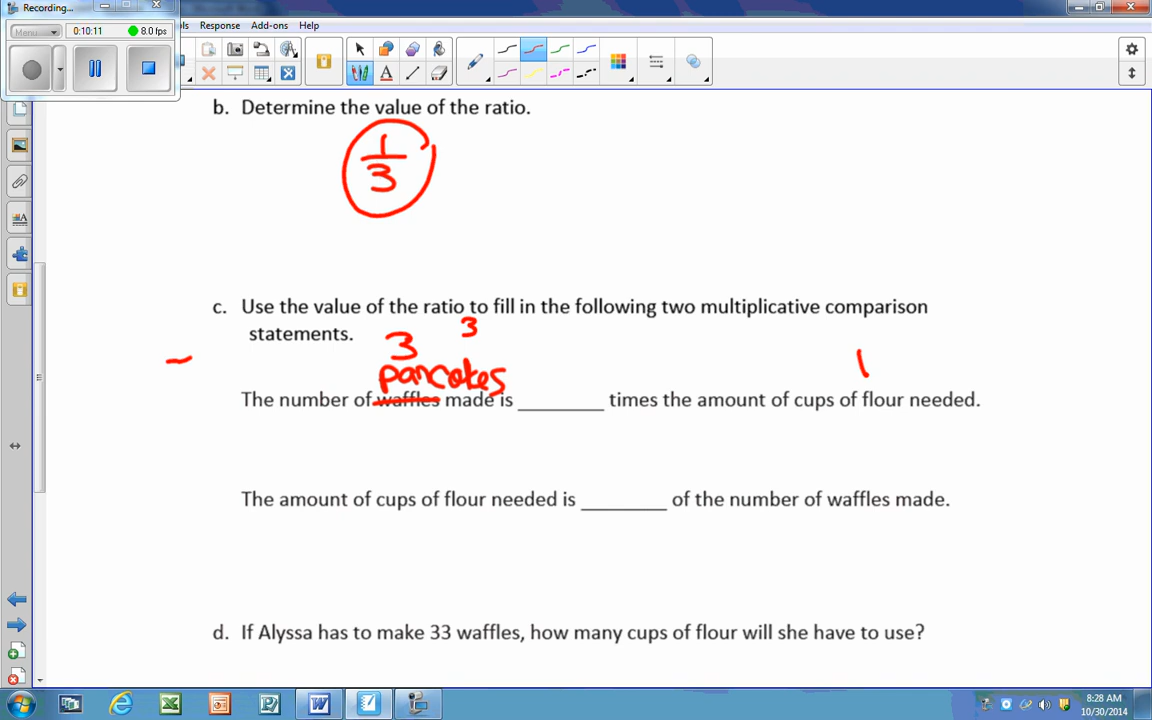 Recording...
Menu
0:10:11
8.0 fps
Response Add-ons Help
b. Determine the value of the ratio.
1
3
c. Use the value of the ratio to fill in the following two multiplicative comparison
statements.
3
3
1
pancakes
The number of waffles made is ________ times the amount of cups of flour needed.
The amount of cups of flour needed is ________ of the number of waffles made.
d. If Alyssa has to make 33 waffles, how many cups of flour will she have to use?
8:28 AM
10/30/2014